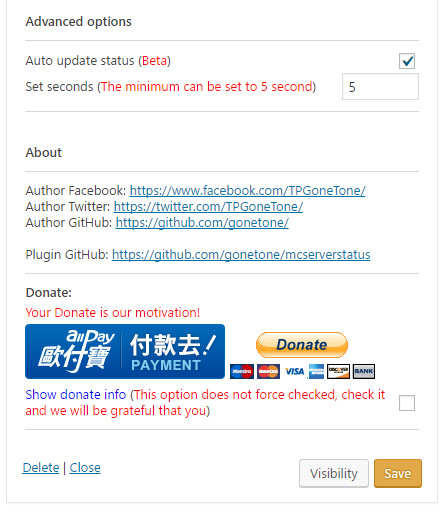 Advanced options
Auto update status (Beta)
Set seconds (The minimum can be set to 5 second)
5
About
Author Facebook: https://www.facebook.com/TPGoneTone/
Author Twitter: https://twitter.com/TPGoneTone/
Author GitHub: https://github.com/gonetone/
Plugin GitHub: https://github.com/gonetone/mcserverstatus
Donate:
Your Donate is our motivation!
allPay
歐付寶
付款去!
PAYMENT
Donate
Maestro
VISA
DISCOVER
BANK
Show donate info (This option does not force checked, check it
and we will be grateful that you)
Delete | Close
Visibility
Save